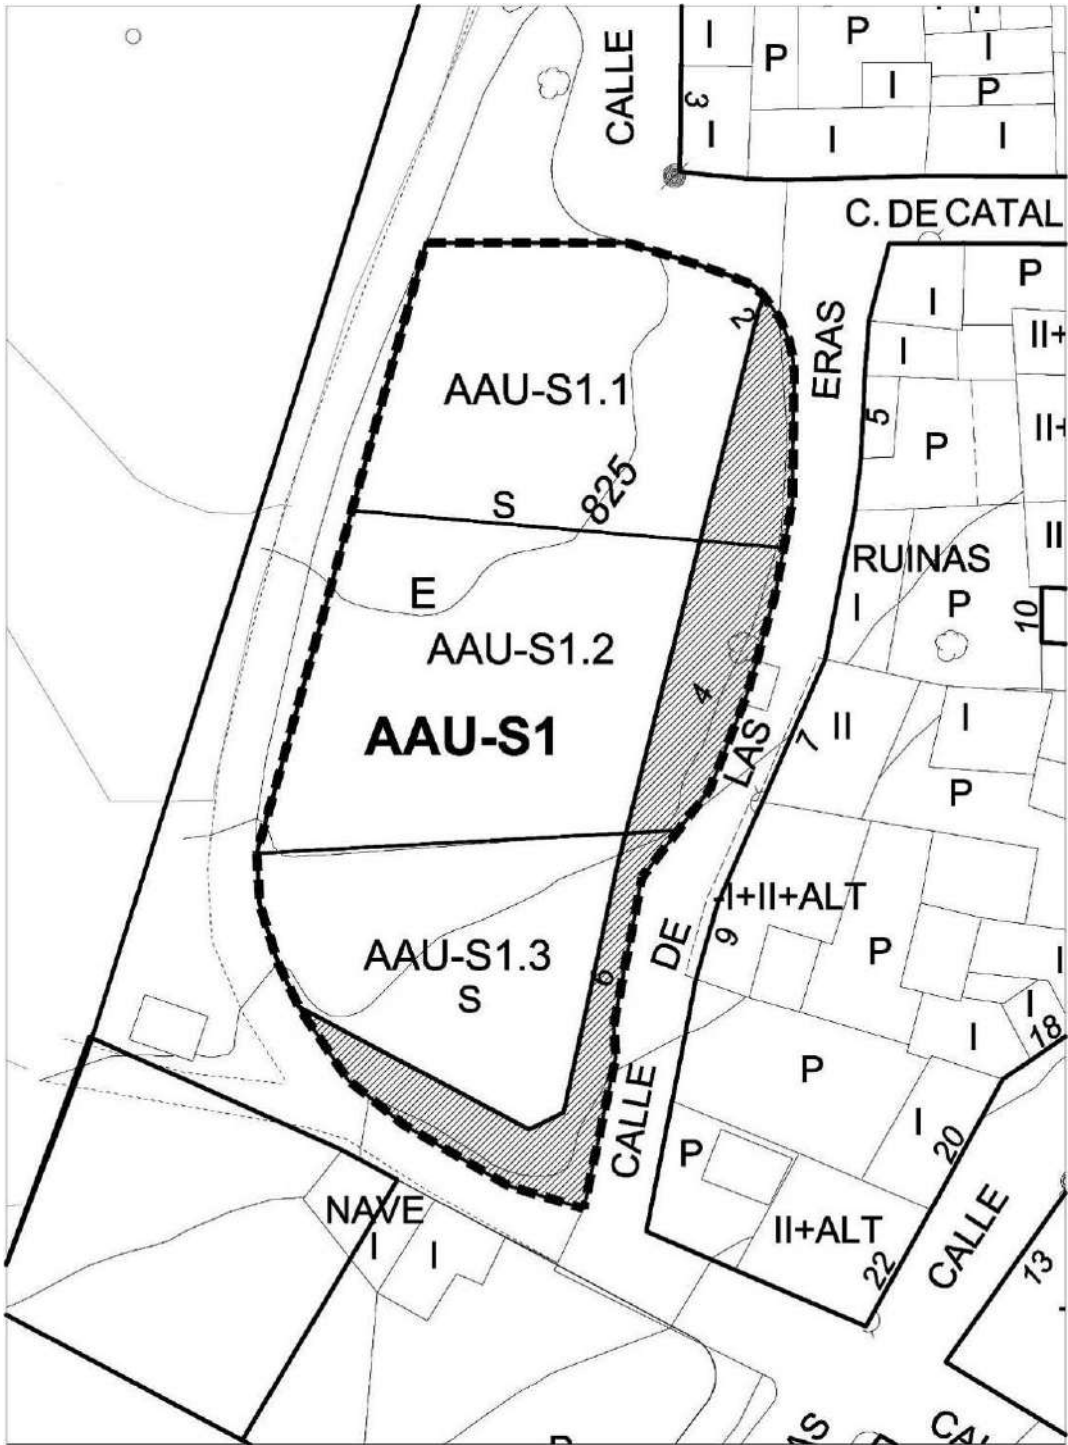 CALLE
I
P
P
I
3
I
P
I
I
I
C. DE CATAL
P
I
II+
2
ERAS
AAU-S1.1
I
5
P
II+
825
S
II
RUINAS
E
I
P
10
AAU-S1.2
4
AAU-S1
LAS
7
II
I
P
-I+II+ALT
DE
9
P
AAU-S1.3
6
S
I
I
I
18
P
CALLE
P
I
20
NAVE
I
I
II+ALT
22
CALLE
13